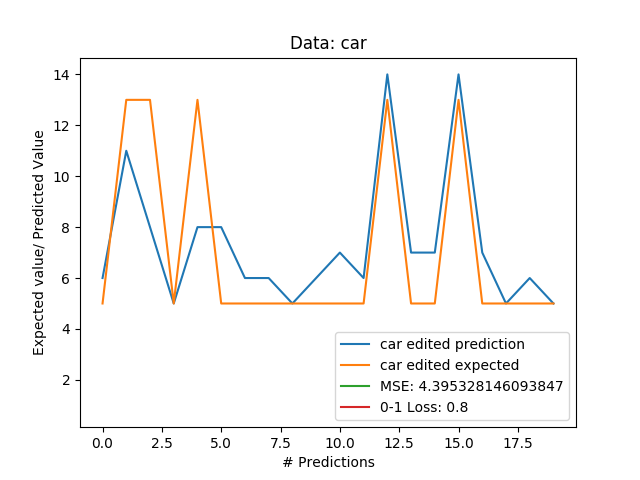 Data: car
Expected value/ Predicted Value
14
12
10
8
6
4
2
car edited prediction
car edited expected
MSE: 4.395328146093847
0-1 Loss: 0.8
0.0 2.5 5.0 7.5 10.0 12.5 15.0 17.5
# Predictions